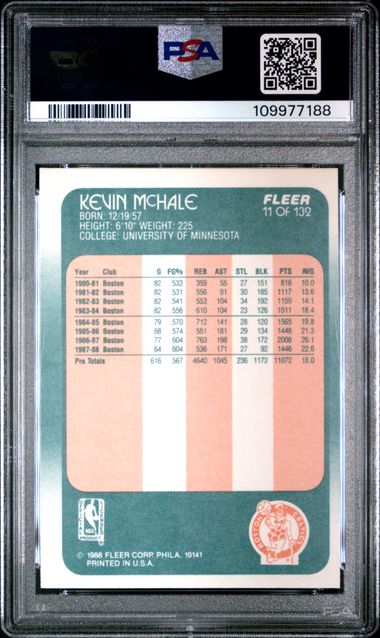 PSA
109977188
KEVIN McHALE
FLEER
BORN: 12/19/57
11 OF 132
HEIGHT: 6'10" WEIGHT: 225
COLLEGE: UNIVERSITY OF MINNESOTA
Year Club G FG% REB AST STL BLK PTS AVG
1980-81 Boston 82 533 359 55 27 151 818 10.0
1981-82 Boston 82 531 556 91 30 185 1117 13.6
1982-83 Boston 82 541 553 104 34 192 1159 14.1
1983-84 Boston 82 556 610 104 23 126 1511 18.4
1984-85 Boston 79 570 712 141 28 120 1565 19.8
1985-86 Boston 68 574 551 181 29 134 1448 21.3
1986-87 Boston 77 604 763 198 38 172 2008 26.1
1987-88 Boston 64 604 536 171 27 92 1446 22.6
Pro Totals 616 567 4640 1045 236 1172 11072 18.0
NBA
BOSTON CELTICS
© 1988 FLEER CORP. PHILA. 19141
PRINTED IN U.S.A.
PSA